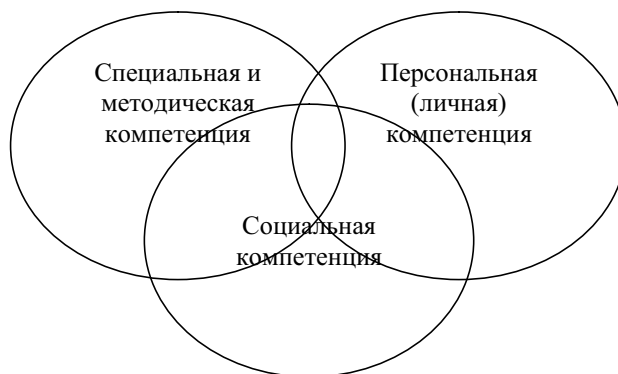 Специальная и
методическая
компетенция
Персональная
(личная)
компетенция
Социальная
компетенция